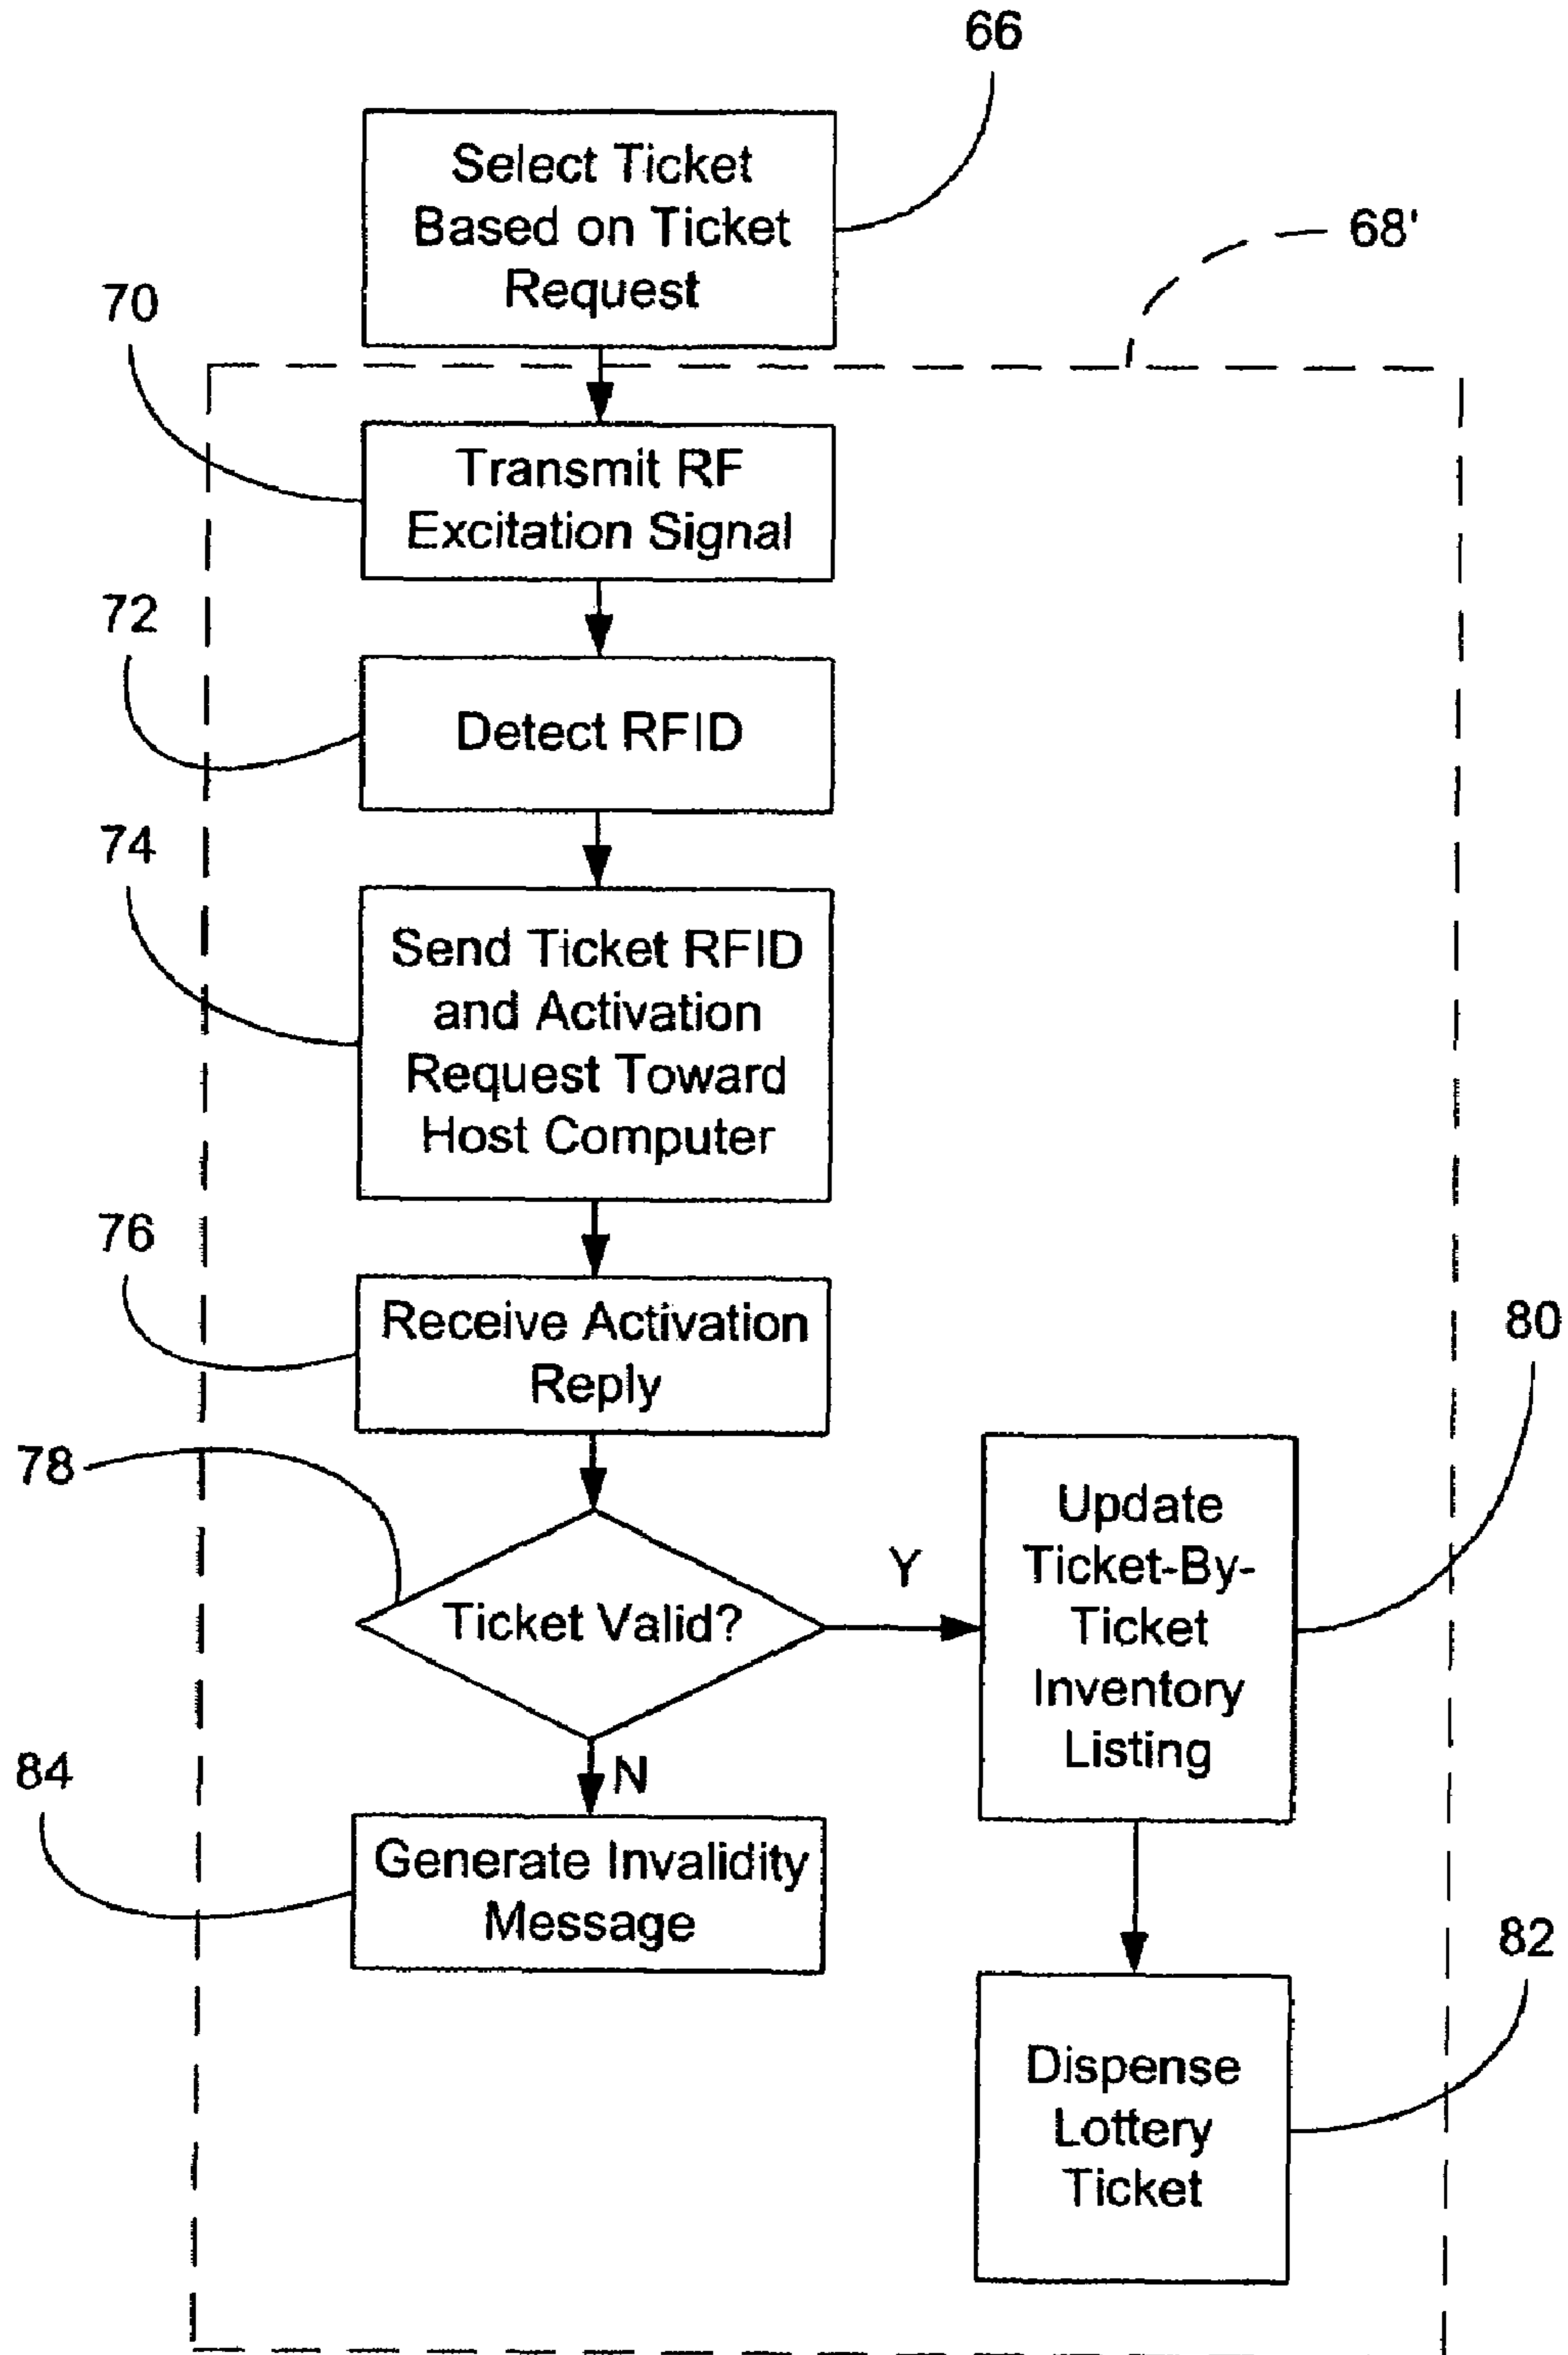 66
Select Ticket
Based on Ticket
Request
68'
70
Transmit RF
Excitation Signal
72
Detect RFID
74
Send Ticket RFID
and Activation
Request Toward
Host Computer
76
Receive Activation
Reply
78
Ticket Valid?
Y
N
80
Update
Ticket-By-
Ticket
Inventory
Listing
84
Generate Invalidity
Message
82
Dispense
Lottery
Ticket